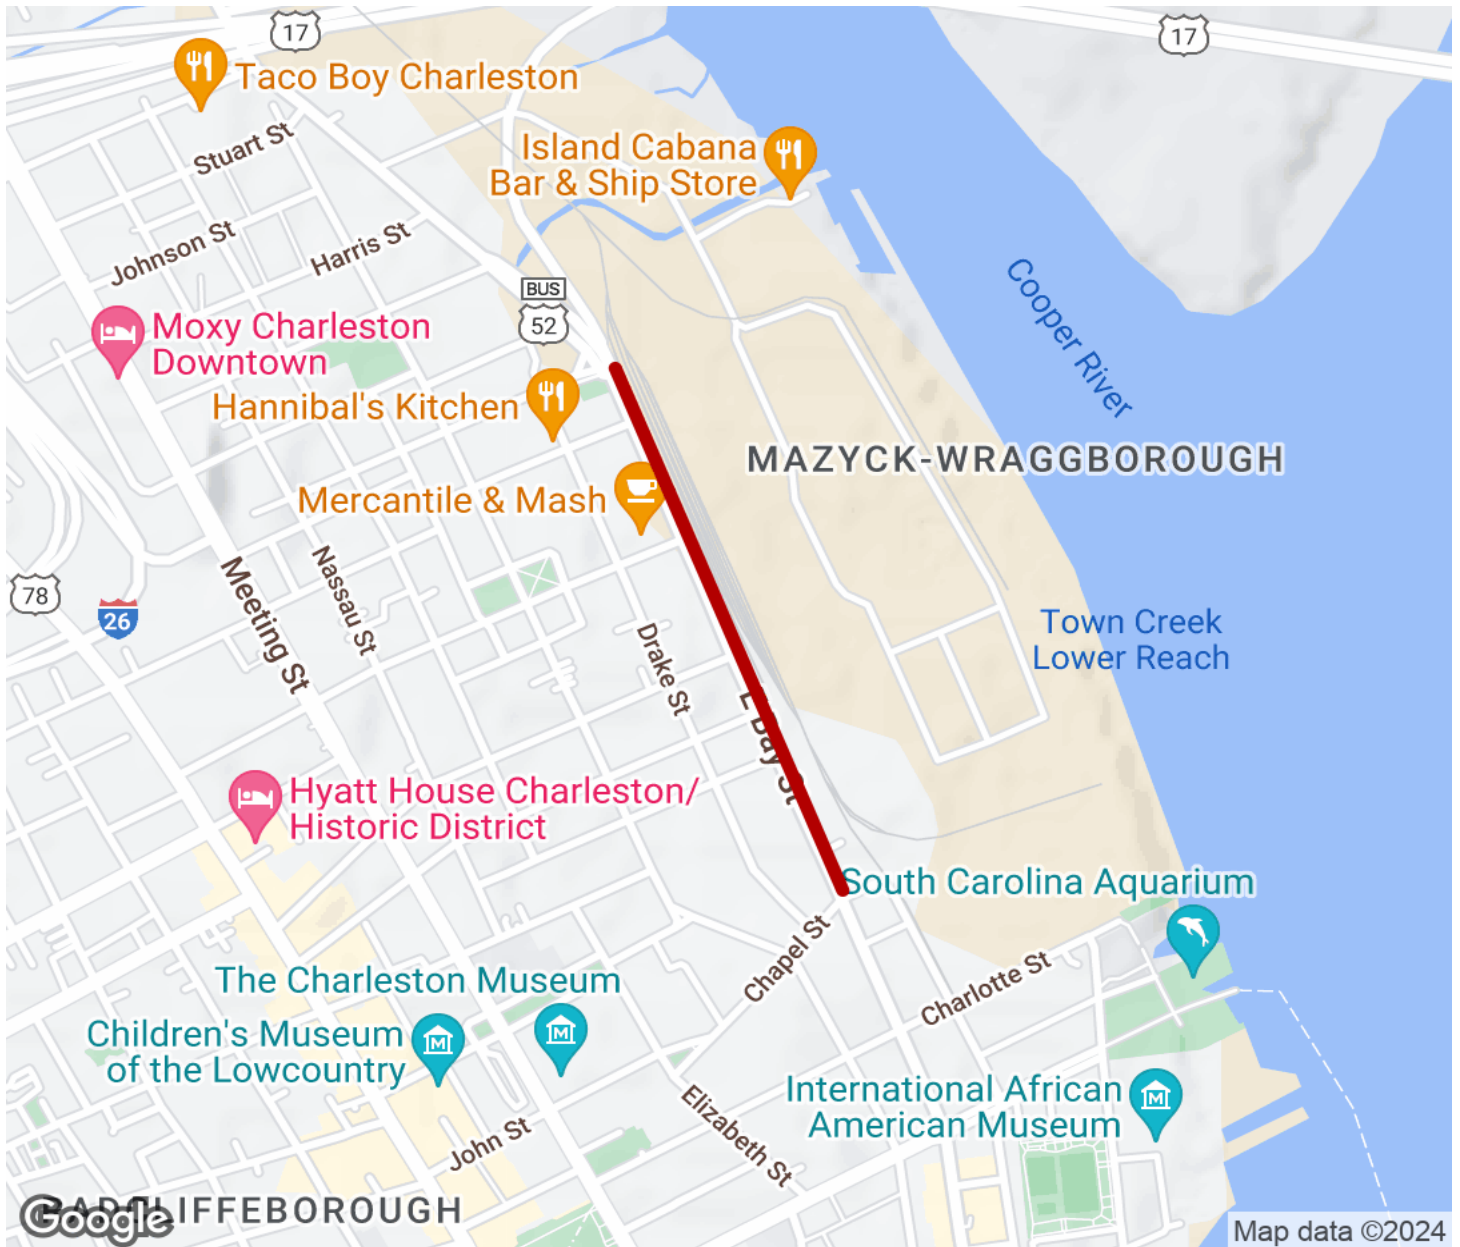 17
17
Taco Boy Charleston
Stuart St
Island Cabana
Bar & Ship Store
Johnson St
Harris St
Cooper River
BUS
52
Moxy Charleston
Downtown
Hannibal's Kitchen
MAZYCK-WRAGGBOROUGH
Mercantile & Mash
Nassau St
Meeting St
78
26
Town Creek
Lower Reach
Drake St
E Bay St
Hyatt House Charleston/
Historic District
South Carolina Aquarium
Chapel St
Charlotte St
The Charleston Museum
Children's Museum
of the Lowcountry
International African
American Museum
Elizabeth St
John St
Google
Map data ©2024